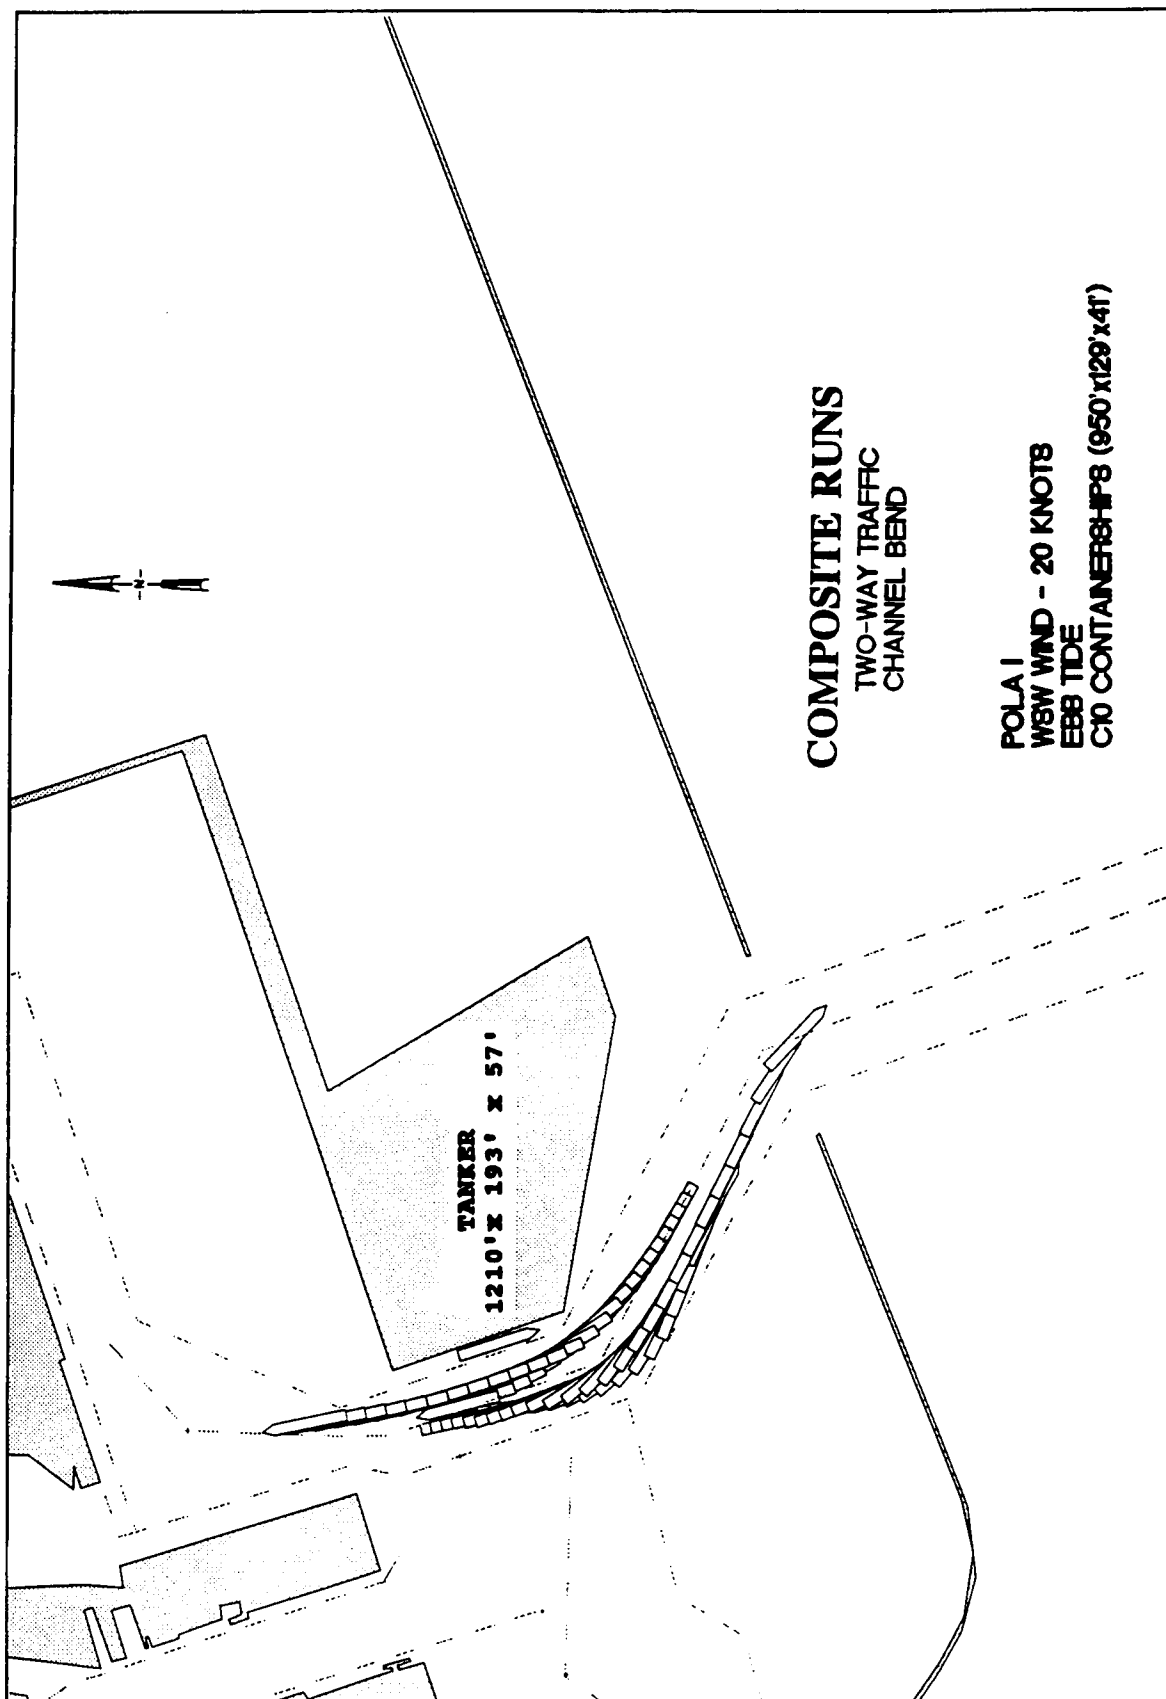 -N-
TANKER
1210'X 193' X 57'
COMPOSITE RUNS
TWO-WAY TRAFFIC
CHANNEL BEND
POLA I
WSW WIND - 20 KNOTS
EBB TIDE
C10 CONTAINERSHIPS (950'x129'x41')